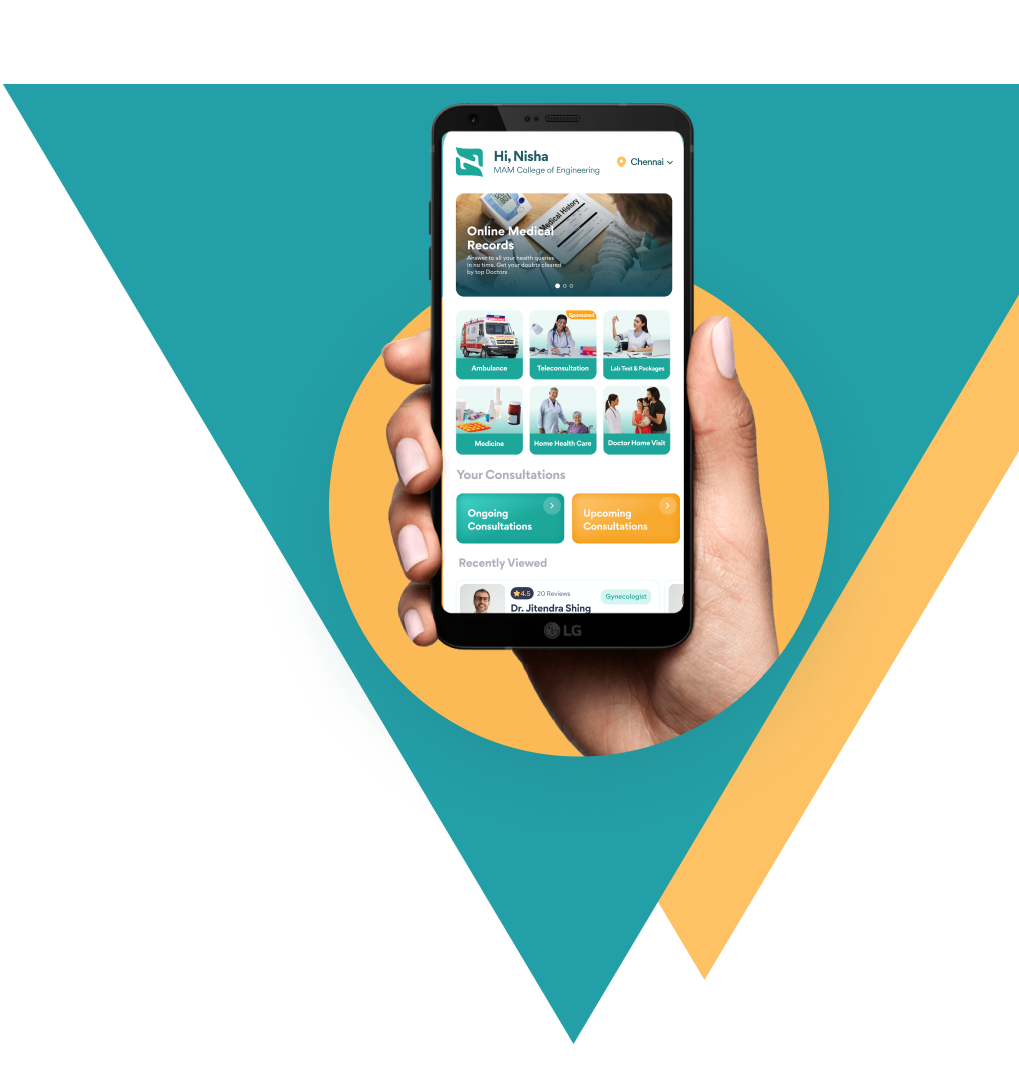 Hi, Nisha
MAM College of Engineering
Chennai
Medical History
Online Medical
Records
Answer to all your health queries
in no time. Get your doubts cleared
by top Doctors
Sponsored
Ambulance
Teleconsultation
Lab Test & Packages
Medicine
Home Health Care
Doctor Home Visit
Your Consultations
Ongoing
Consultations
Upcoming
Consultations
Recently Viewed
4.5 20 Reviews
Gynecologist
Dr. Jitendra Shing
LG